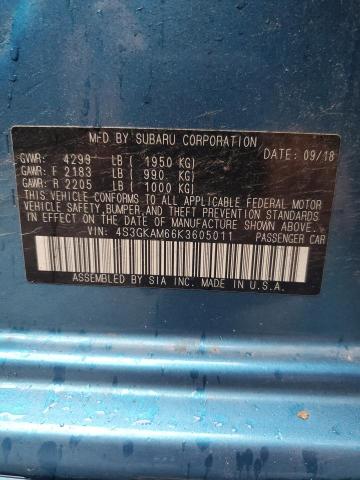 MFD BY SUBARU CORPORATION
DATE: 09/18
GVWR: 4299 LB ( 1950 KG)
GAWR: F 2183 LB ( 990 KG)
GAWR: R 2205 LB ( 1000 KG)
THIS VEHICLE CONFORMS TO ALL APPLICABLE FEDERAL MOTOR
VEHICLE SAFETY, BUMPER, AND THEFT PREVENTION STANDARDS
IN EFFECT ON THE DATE OF MANUFACTURE SHOWN ABOVE.
VIN: 4S3GKAM66K3605011 PASSENGER CAR
ASSEMBLED BY SIA INC. MADE IN U.S.A.